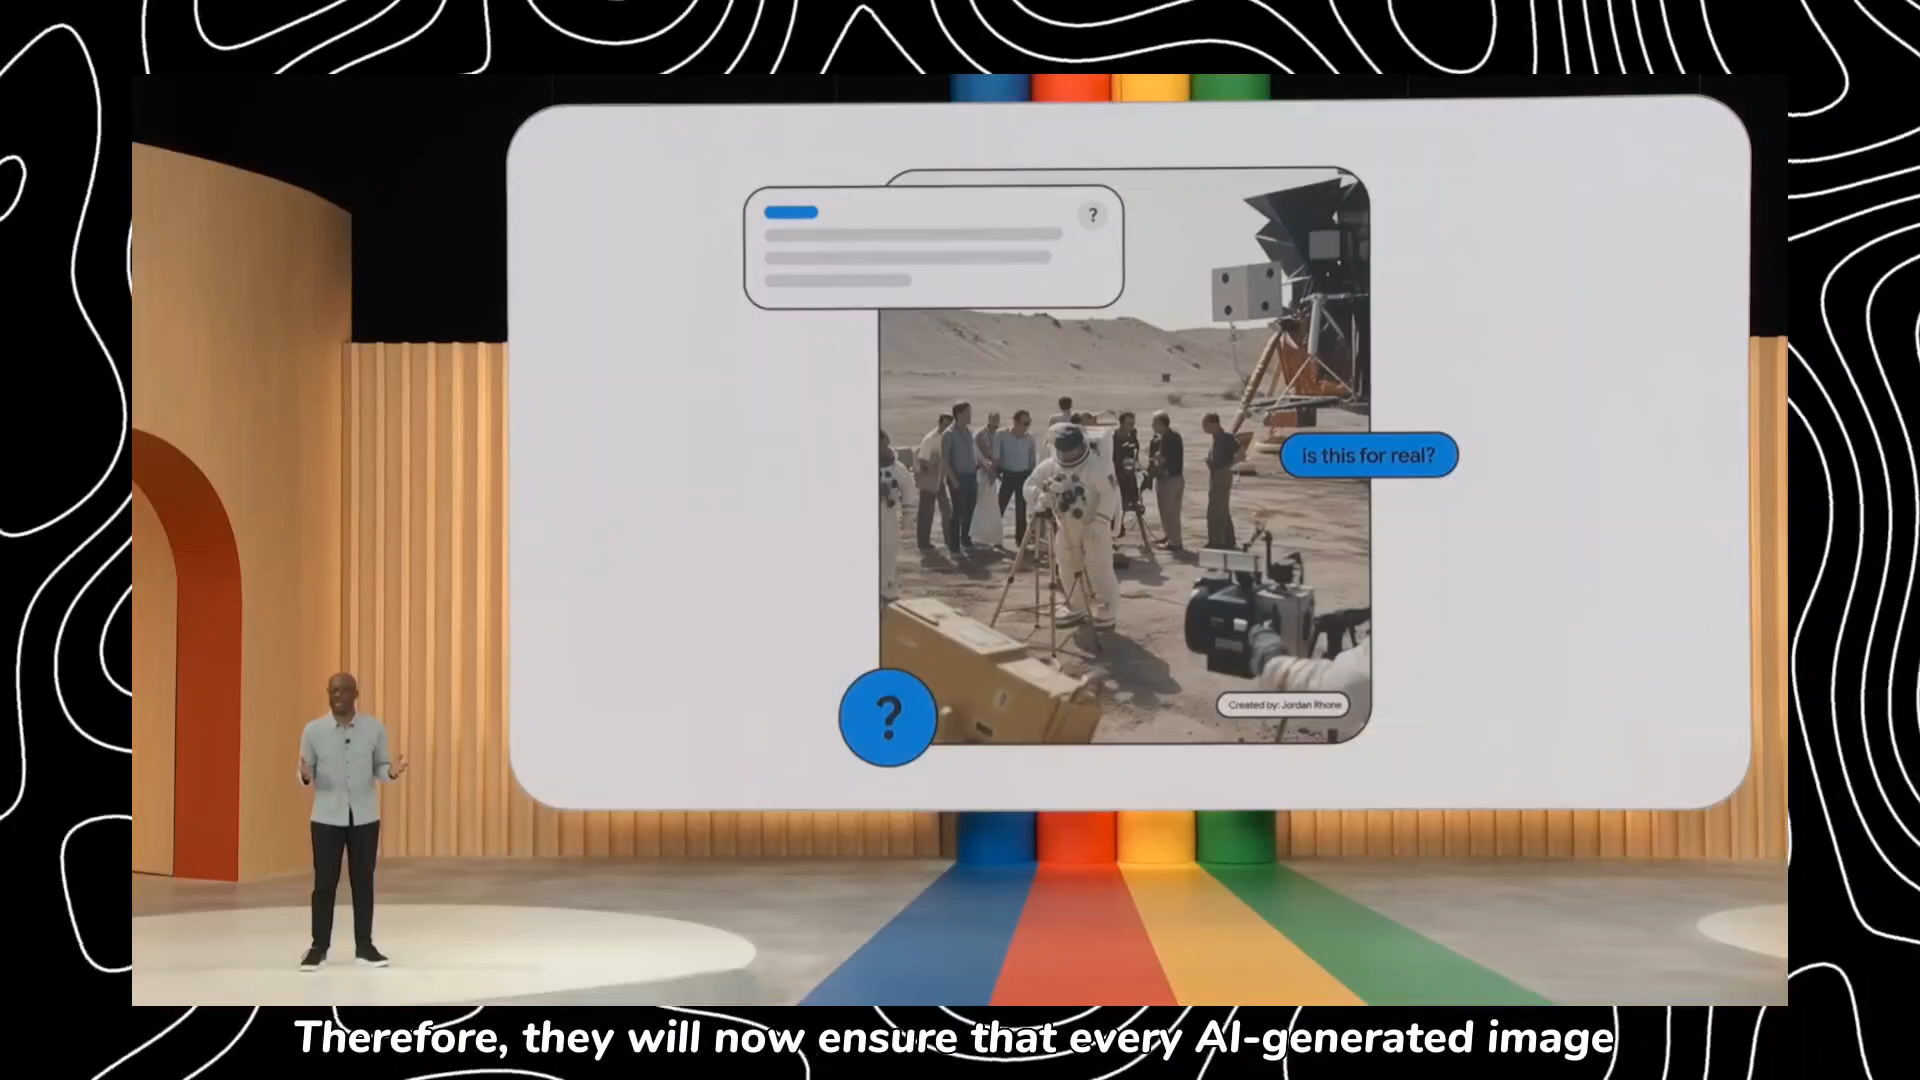 ?
is this for real?
Created by: Jordan Rhone
?
Therefore, they will now ensure that every AI-generated image